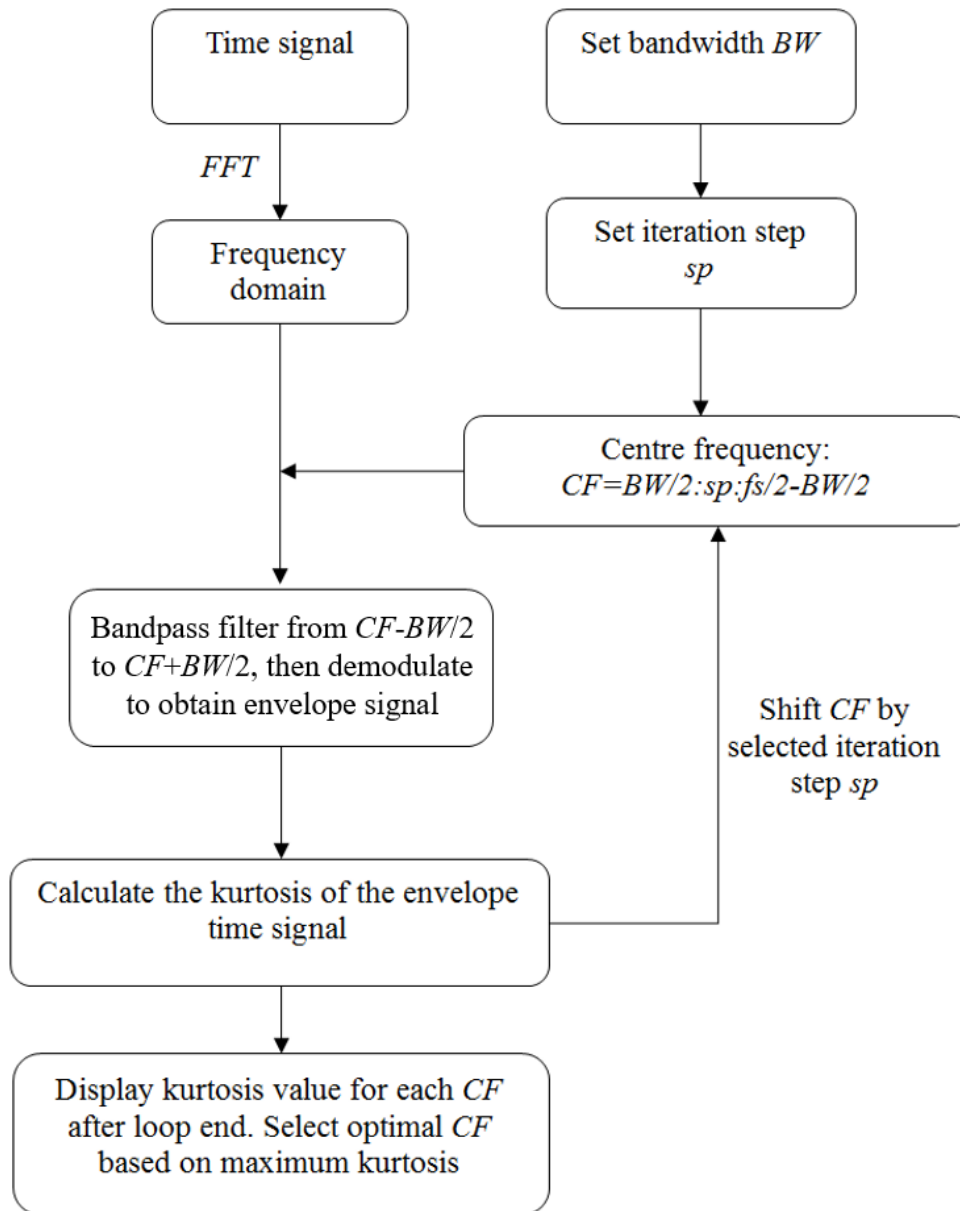 Time signal
Set bandwidth BW
FFT
Set iteration step
sp
Frequency
domain
Centre frequency:
CF=BW/2:sp:fs/2-BW/2
Bandpass filter from CF-BW/2
to CF+BW/2, then demodulate
to obtain envelope signal
Shift CF by
selected iteration
step sp
Calculate the kurtosis of the envelope
time signal
Display kurtosis value for each CF
after loop end. Select optimal CF
based on maximum kurtosis